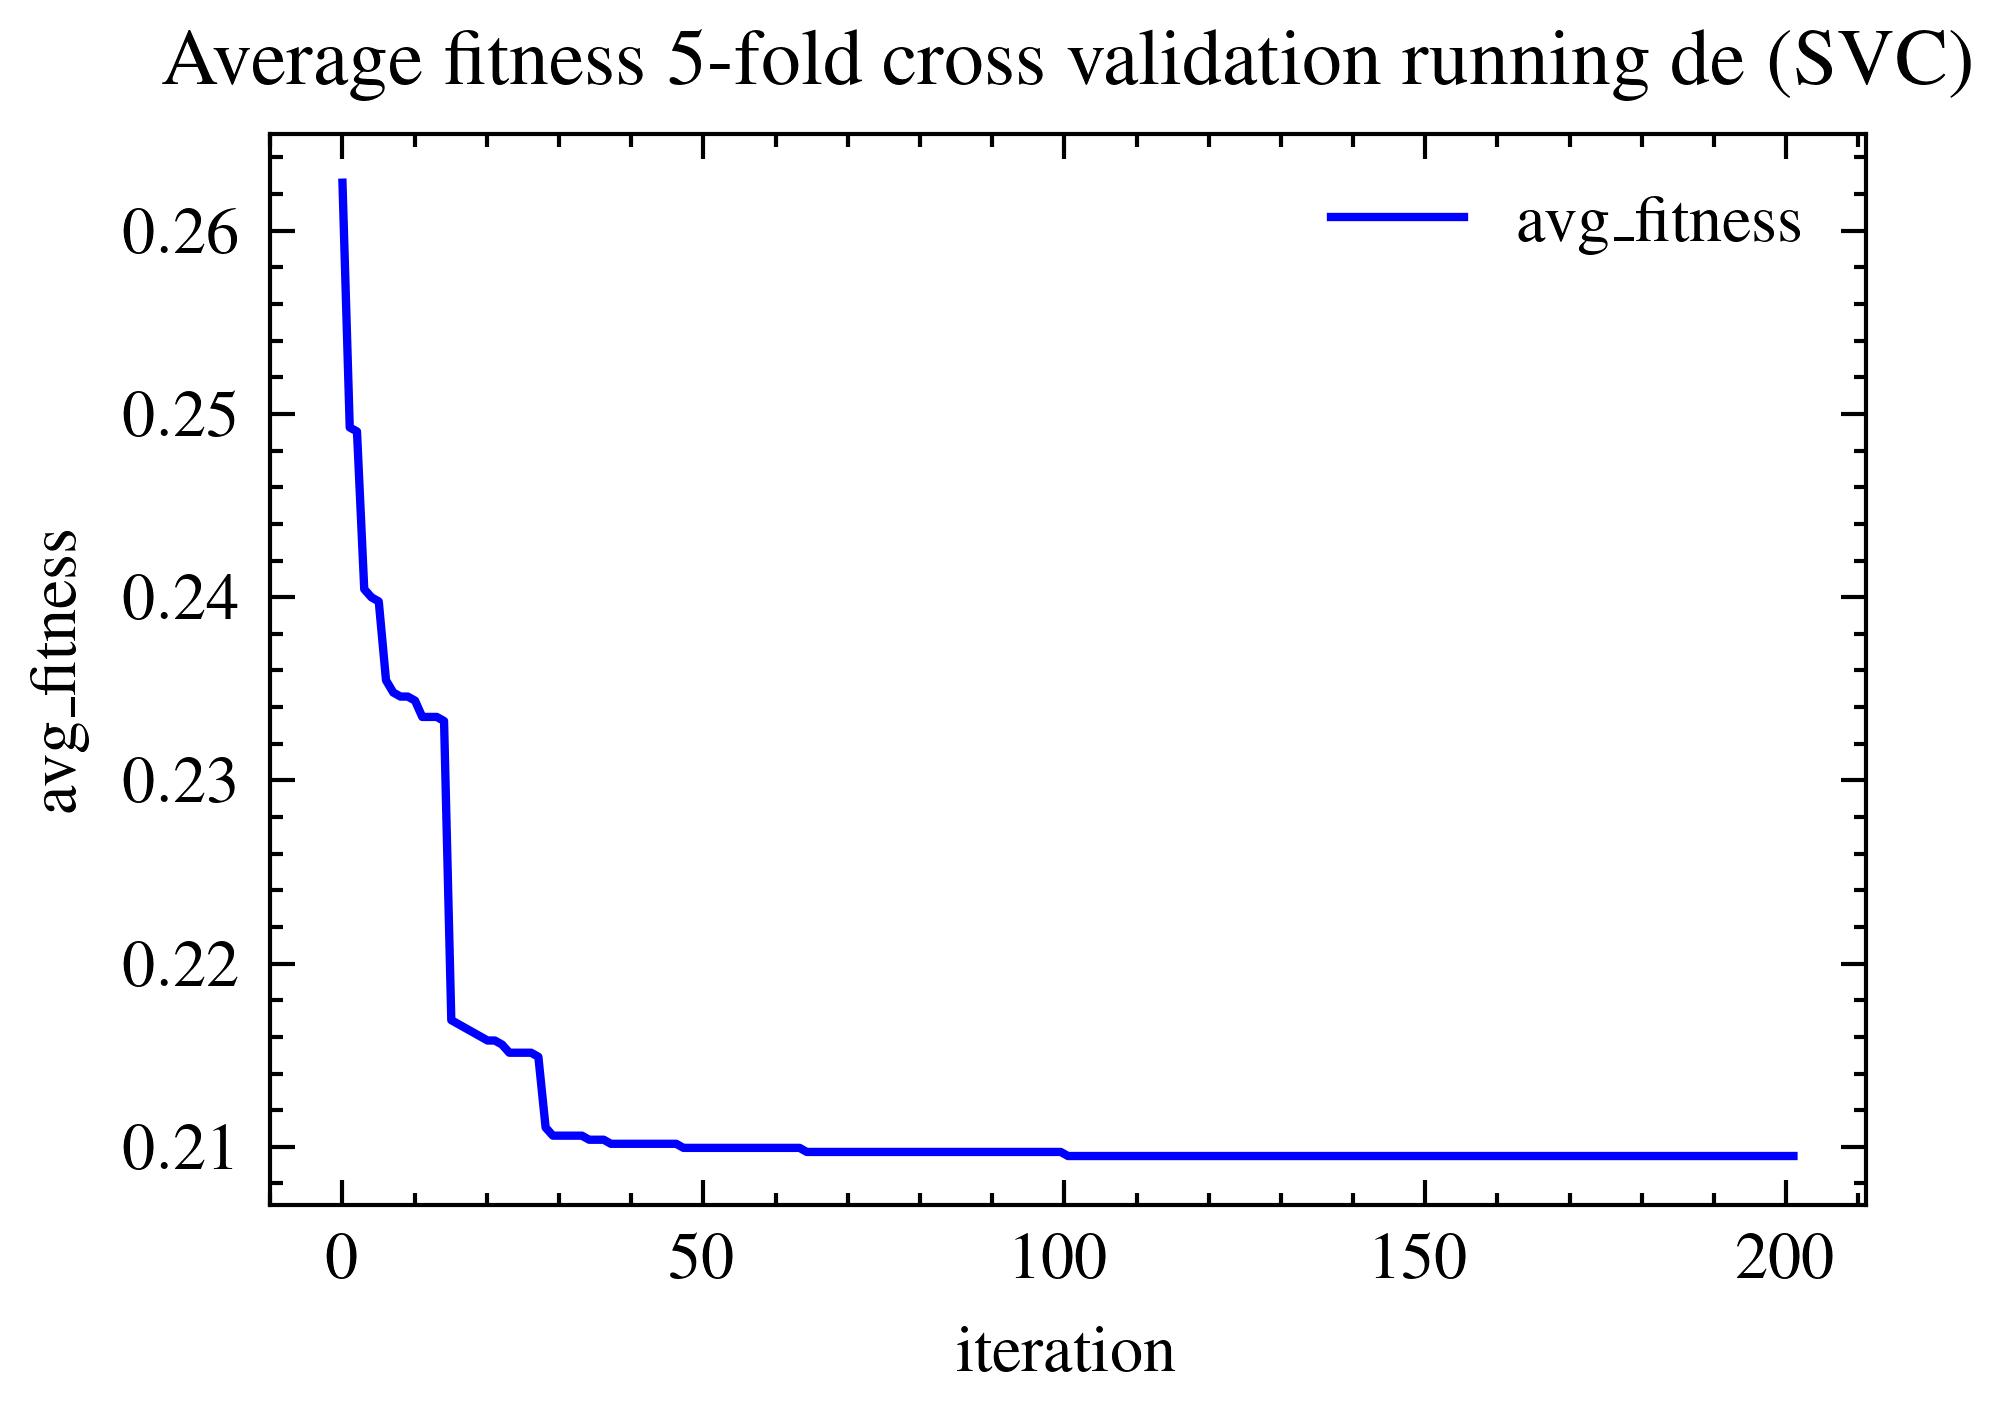 Average fitness 5-fold cross validation running de (SVC)
avg_fitness
0.26
0.25
0.24
0.23
0.22
0.21
avg_fitness
0 50 100 150 200
iteration